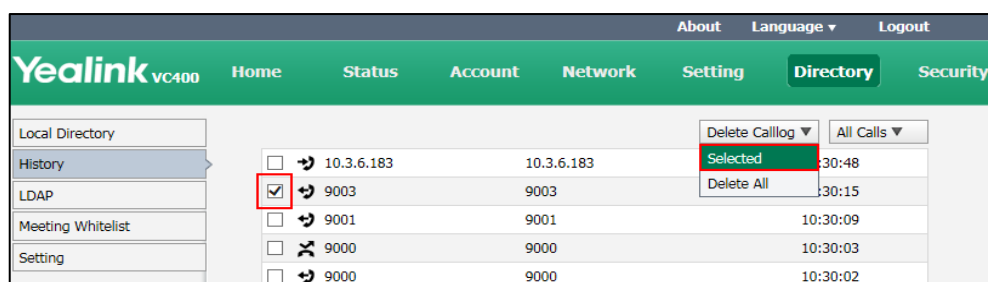 About Language ▼ Logout
Yealink VC400 Home Status Account Network Setting Directory Security
Local Directory
Delete Calllog ▼ All Calls ▼
History
10.3.6.183 10.3.6.183 :30:48
Selected
LDAP
9003 9003 :30:15
Delete All
Meeting Whitelist
9001 9001 10:30:09
Setting
9000 9000 10:30:03
9000 9000 10:30:02